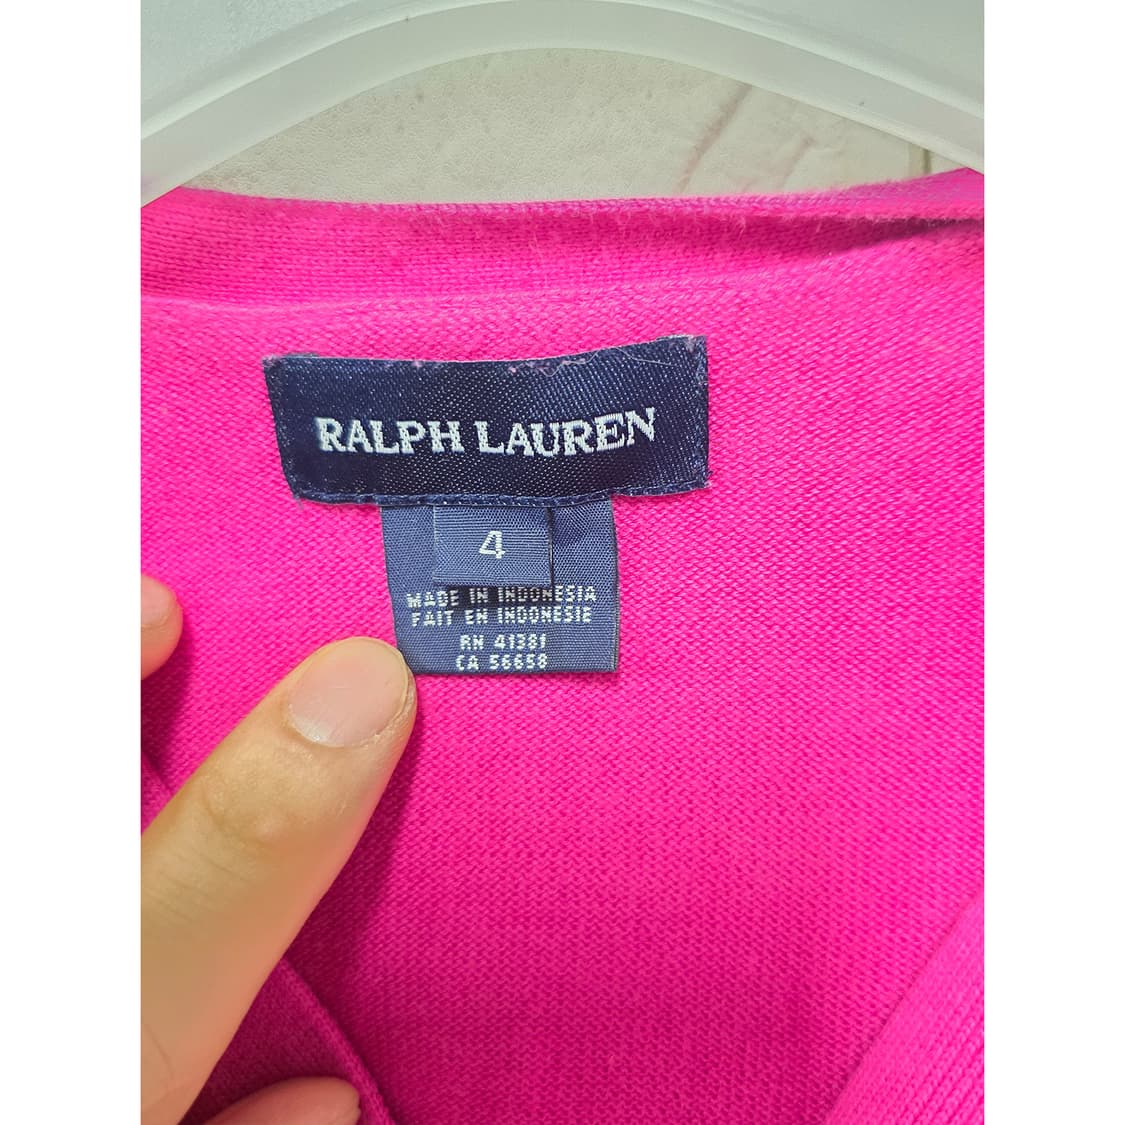 RALPH LAUREN
4
MADE IN INDONESIA
FAIT EN INDONESIE
RN 41381
CA 56658